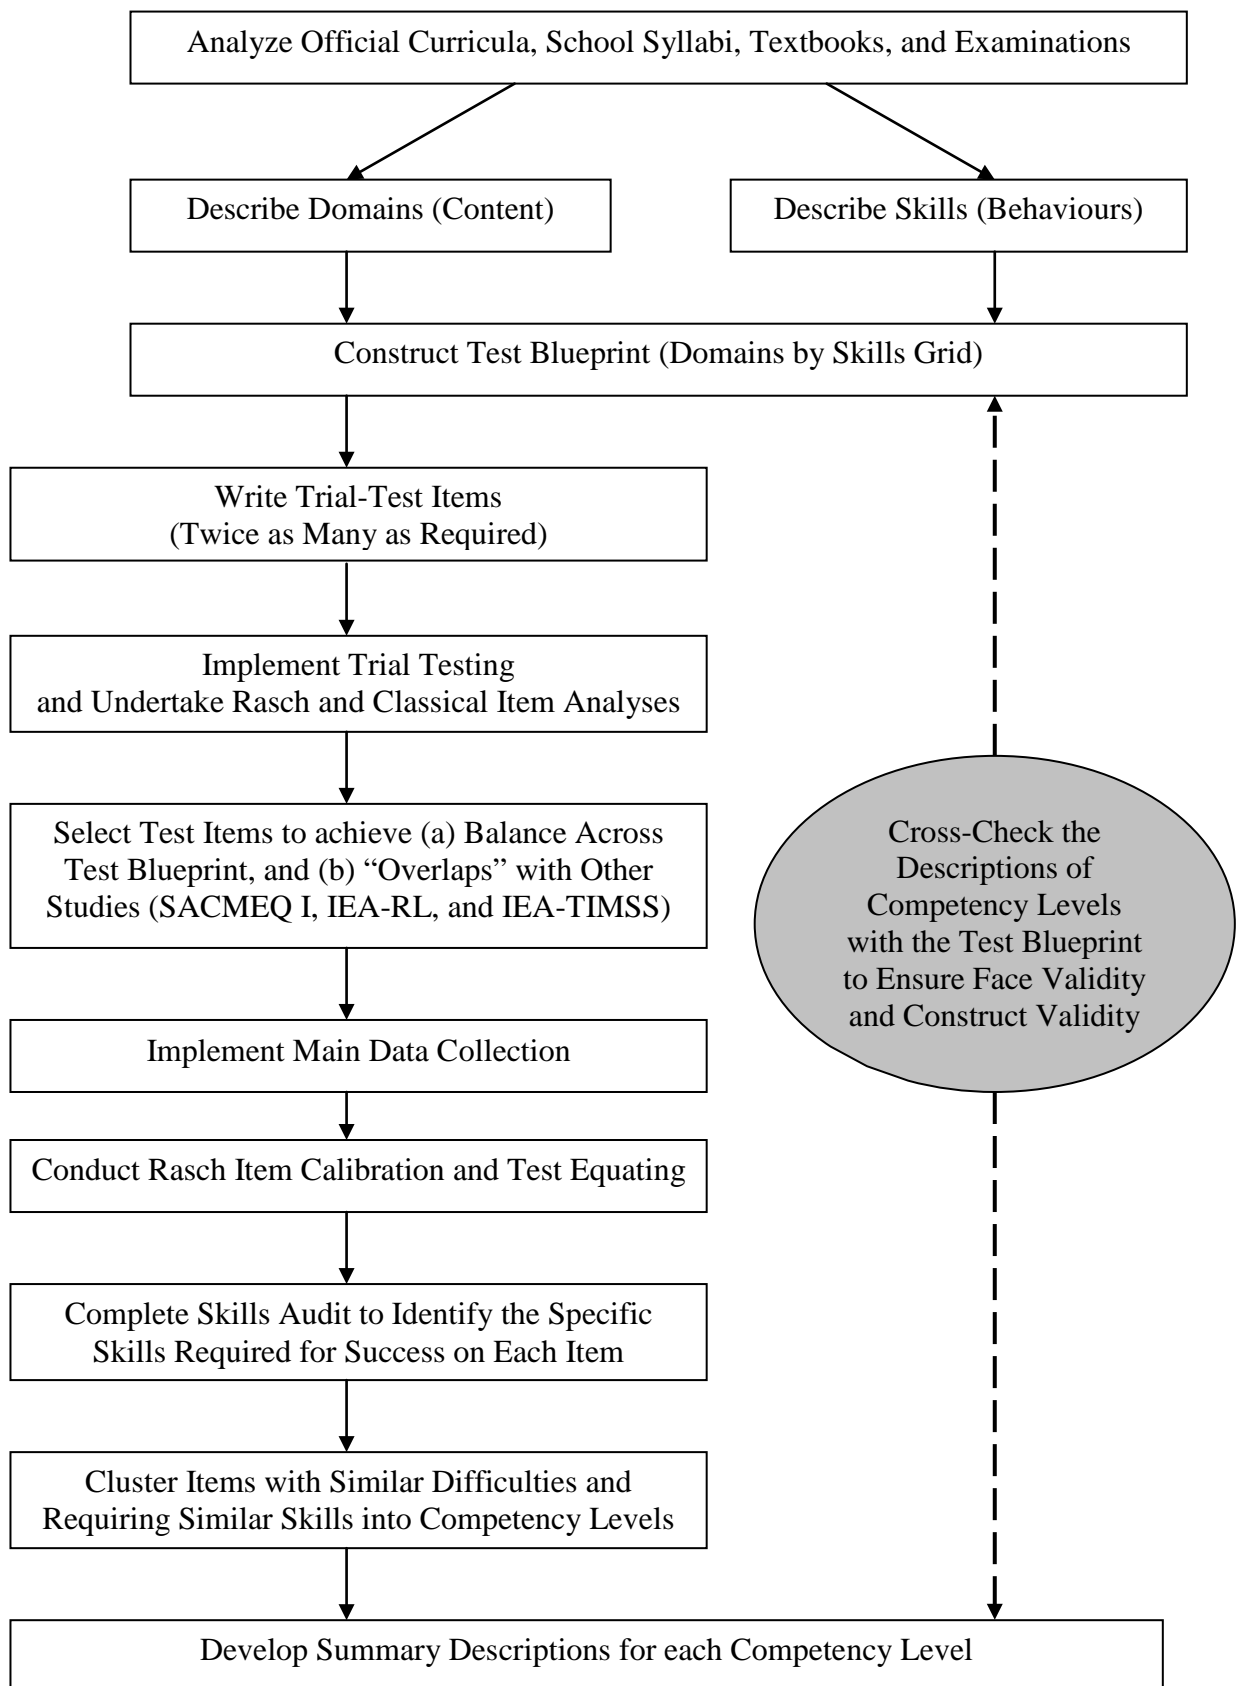 Analyze Official Curricula, School Syllabi, Textbooks, and Examinations
Describe Domains (Content)
Describe Skills (Behaviours)
Construct Test Blueprint (Domains by Skills Grid)
Write Trial-Test Items
(Twice as Many as Required)
Implement Trial Testing
and Undertake Rasch and Classical Item Analyses
Select Test Items to achieve (a) Balance Across
Test Blueprint, and (b) “Overlaps” with Other
Studies (SACMEQ I, IEA-RL, and IEA-TIMSS)
Cross-Check the
Descriptions of
Competency Levels
with the Test Blueprint
to Ensure Face Validity
and Construct Validity
Implement Main Data Collection
Conduct Rasch Item Calibration and Test Equating
Complete Skills Audit to Identify the Specific
Skills Required for Success on Each Item
Cluster Items with Similar Difficulties and
Requiring Similar Skills into Competency Levels
Develop Summary Descriptions for each Competency Level